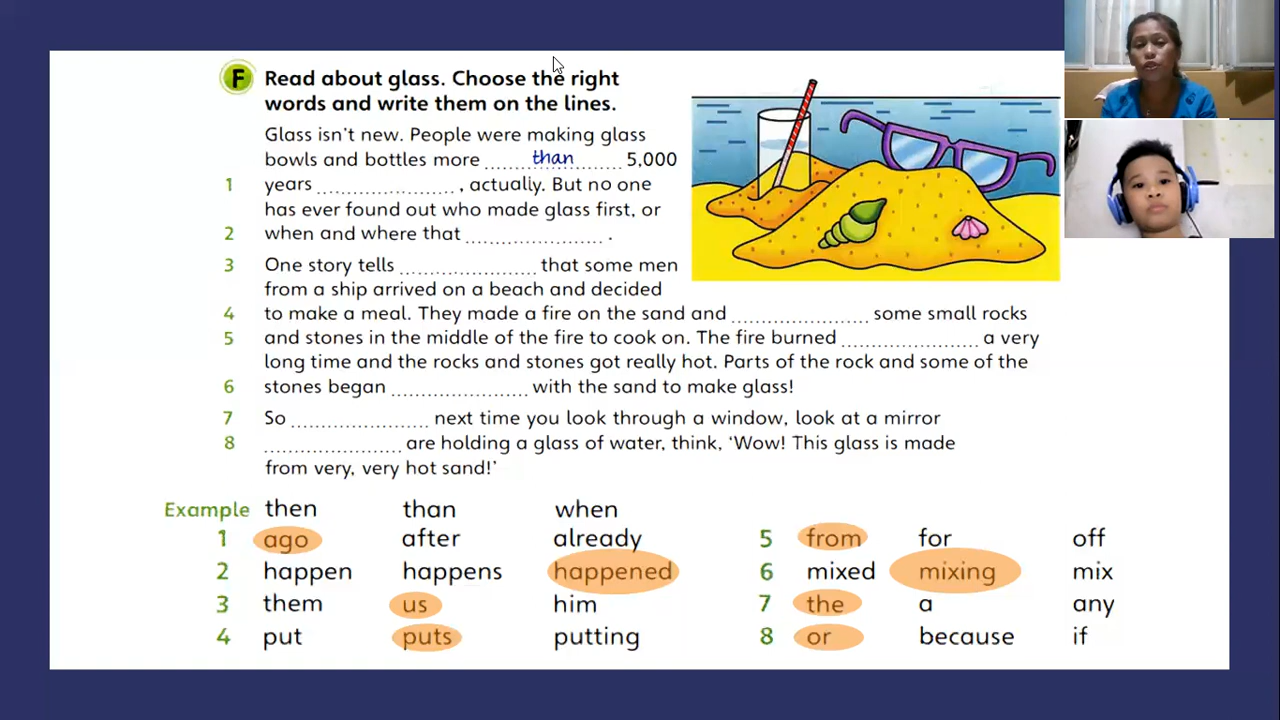 F Read about glass. Choose the right
words and write them on the lines.
Glass isn't new. People were making glass
bowls and bottles more than 5,000
1 years ...................... , actually. But no one
has ever found out who made glass first, or
2 when and where that ...................... .
3 One story tells ...................... that some men
from a ship arrived on a beach and decided
4 to make a meal. They made a fire on the sand and ...................... some small rocks
5 and stones in the middle of the fire to cook on. The fire burned ...................... a very
long time and the rocks and stones got really hot. Parts of the rock and some of the
6 stones began ...................... with the sand to make glass!
7 So ...................... next time you look through a window, look at a mirror
8 ...................... are holding a glass of water, think, 'Wow! This glass is made
from very, very hot sand!'
Example then than when
1 ago after already
2 happen happens happened
3 them us him
4 put puts putting
5 from for off
6 mixed mixing mix
7 the a any
8 or because if